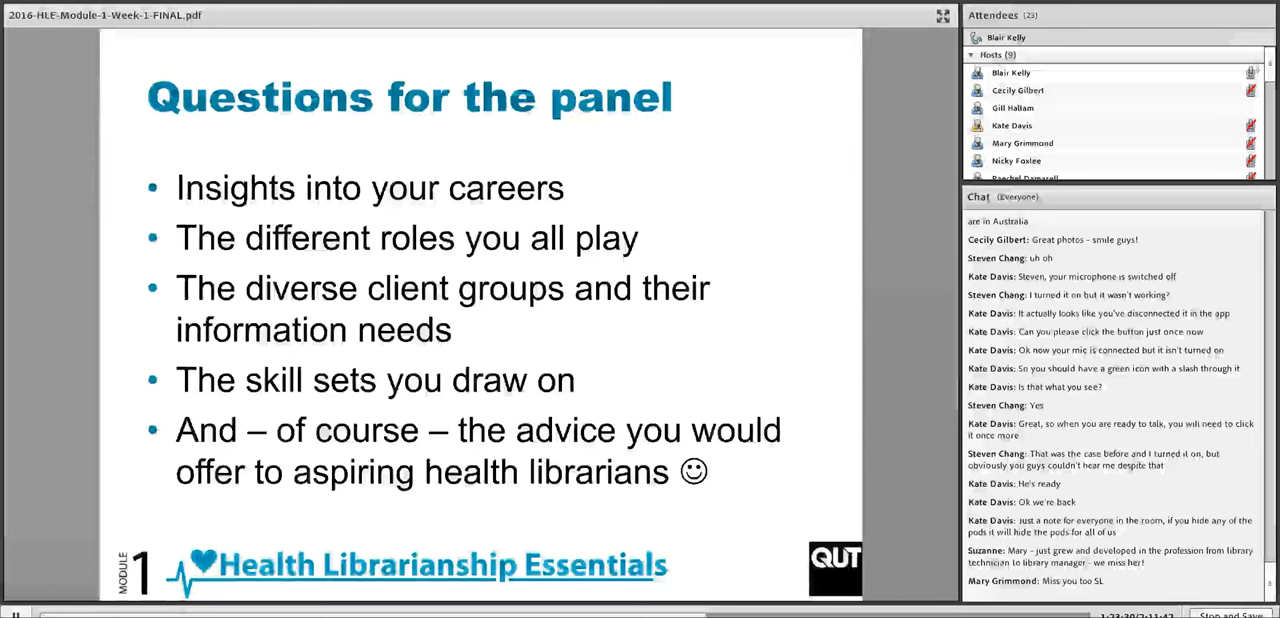 2016-HLE-Module-1-Week-1-FINAL.pdf
Questions for the panel
• Insights into your careers
• The different roles you all play
• The diverse client groups and their
information needs
• The skill sets you draw on
• And – of course – the advice you would
offer to aspiring health librarians ☺
MODULE 1
Health Librarianship Essentials
QUT
Attendees (23)
Blair Kelly
Hosts (9)
Blair Kelly
Cecily Gilbert
Gill Hallam
Kate Davis
Mary Grimmond
Nicky Foxlee
Raechel Damarell
Chat (Everyone)
are in Australia
Cecily Gilbert: Great photos - smile guys!
Steven Chang: uh oh
Kate Davis: Steven, your microphone is switched off
Steven Chang: I turned it on but it wasn't working?
Kate Davis: It actually looks like you've disconnected it in the app
Kate Davis: Can you please click the button just once now
Kate Davis: Ok now your mic is connected but it isn't turned on
Kate Davis: So you should have a green icon with a slash through it
Kate Davis: Is that what you see?
Steven Chang: Yes
Kate Davis: Great, so when you are ready to talk, you will need to click
it once more
Steven Chang: That was the case before and I turned it on, but
obviously you guys couldn't hear me despite that
Kate Davis: He's ready
Kate Davis: Ok we're back
Kate Davis: Just a note for everyone in the room, if you hide any of the
pods it will hide the pods for all of us
Suzanne: Mary - just grew and developed in the profession from library
technician to library manager - we miss her!
Mary Grimmond: Miss you too SL
1:23:30/2:11:42
Stop and Save